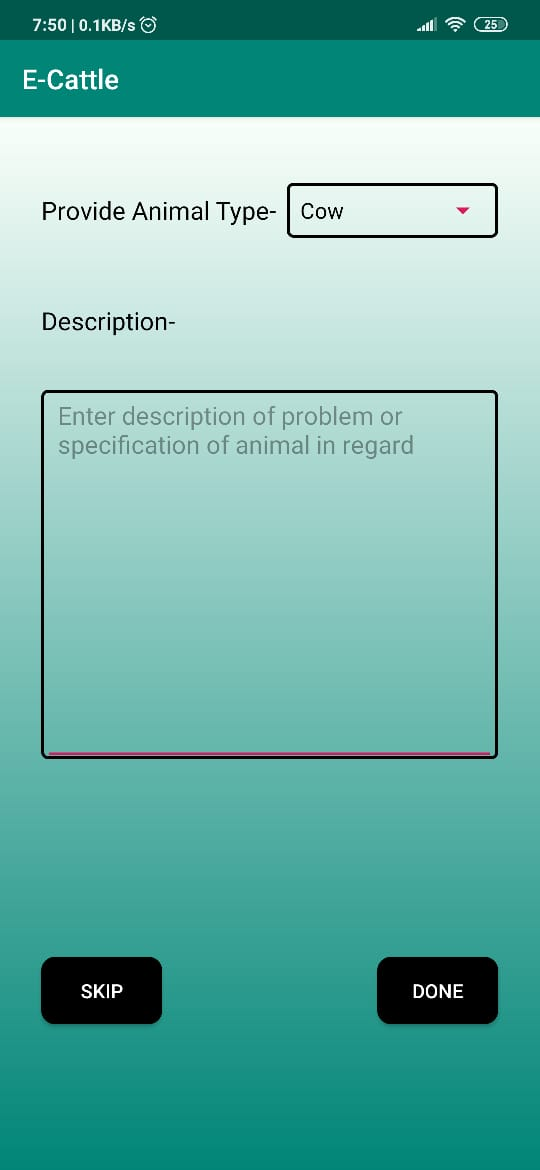 7:50 | 0.1KB/s
25
E-Cattle
Provide Animal Type-
Cow
Description-
Enter description of problem or
specification of animal in regard
SKIP
DONE